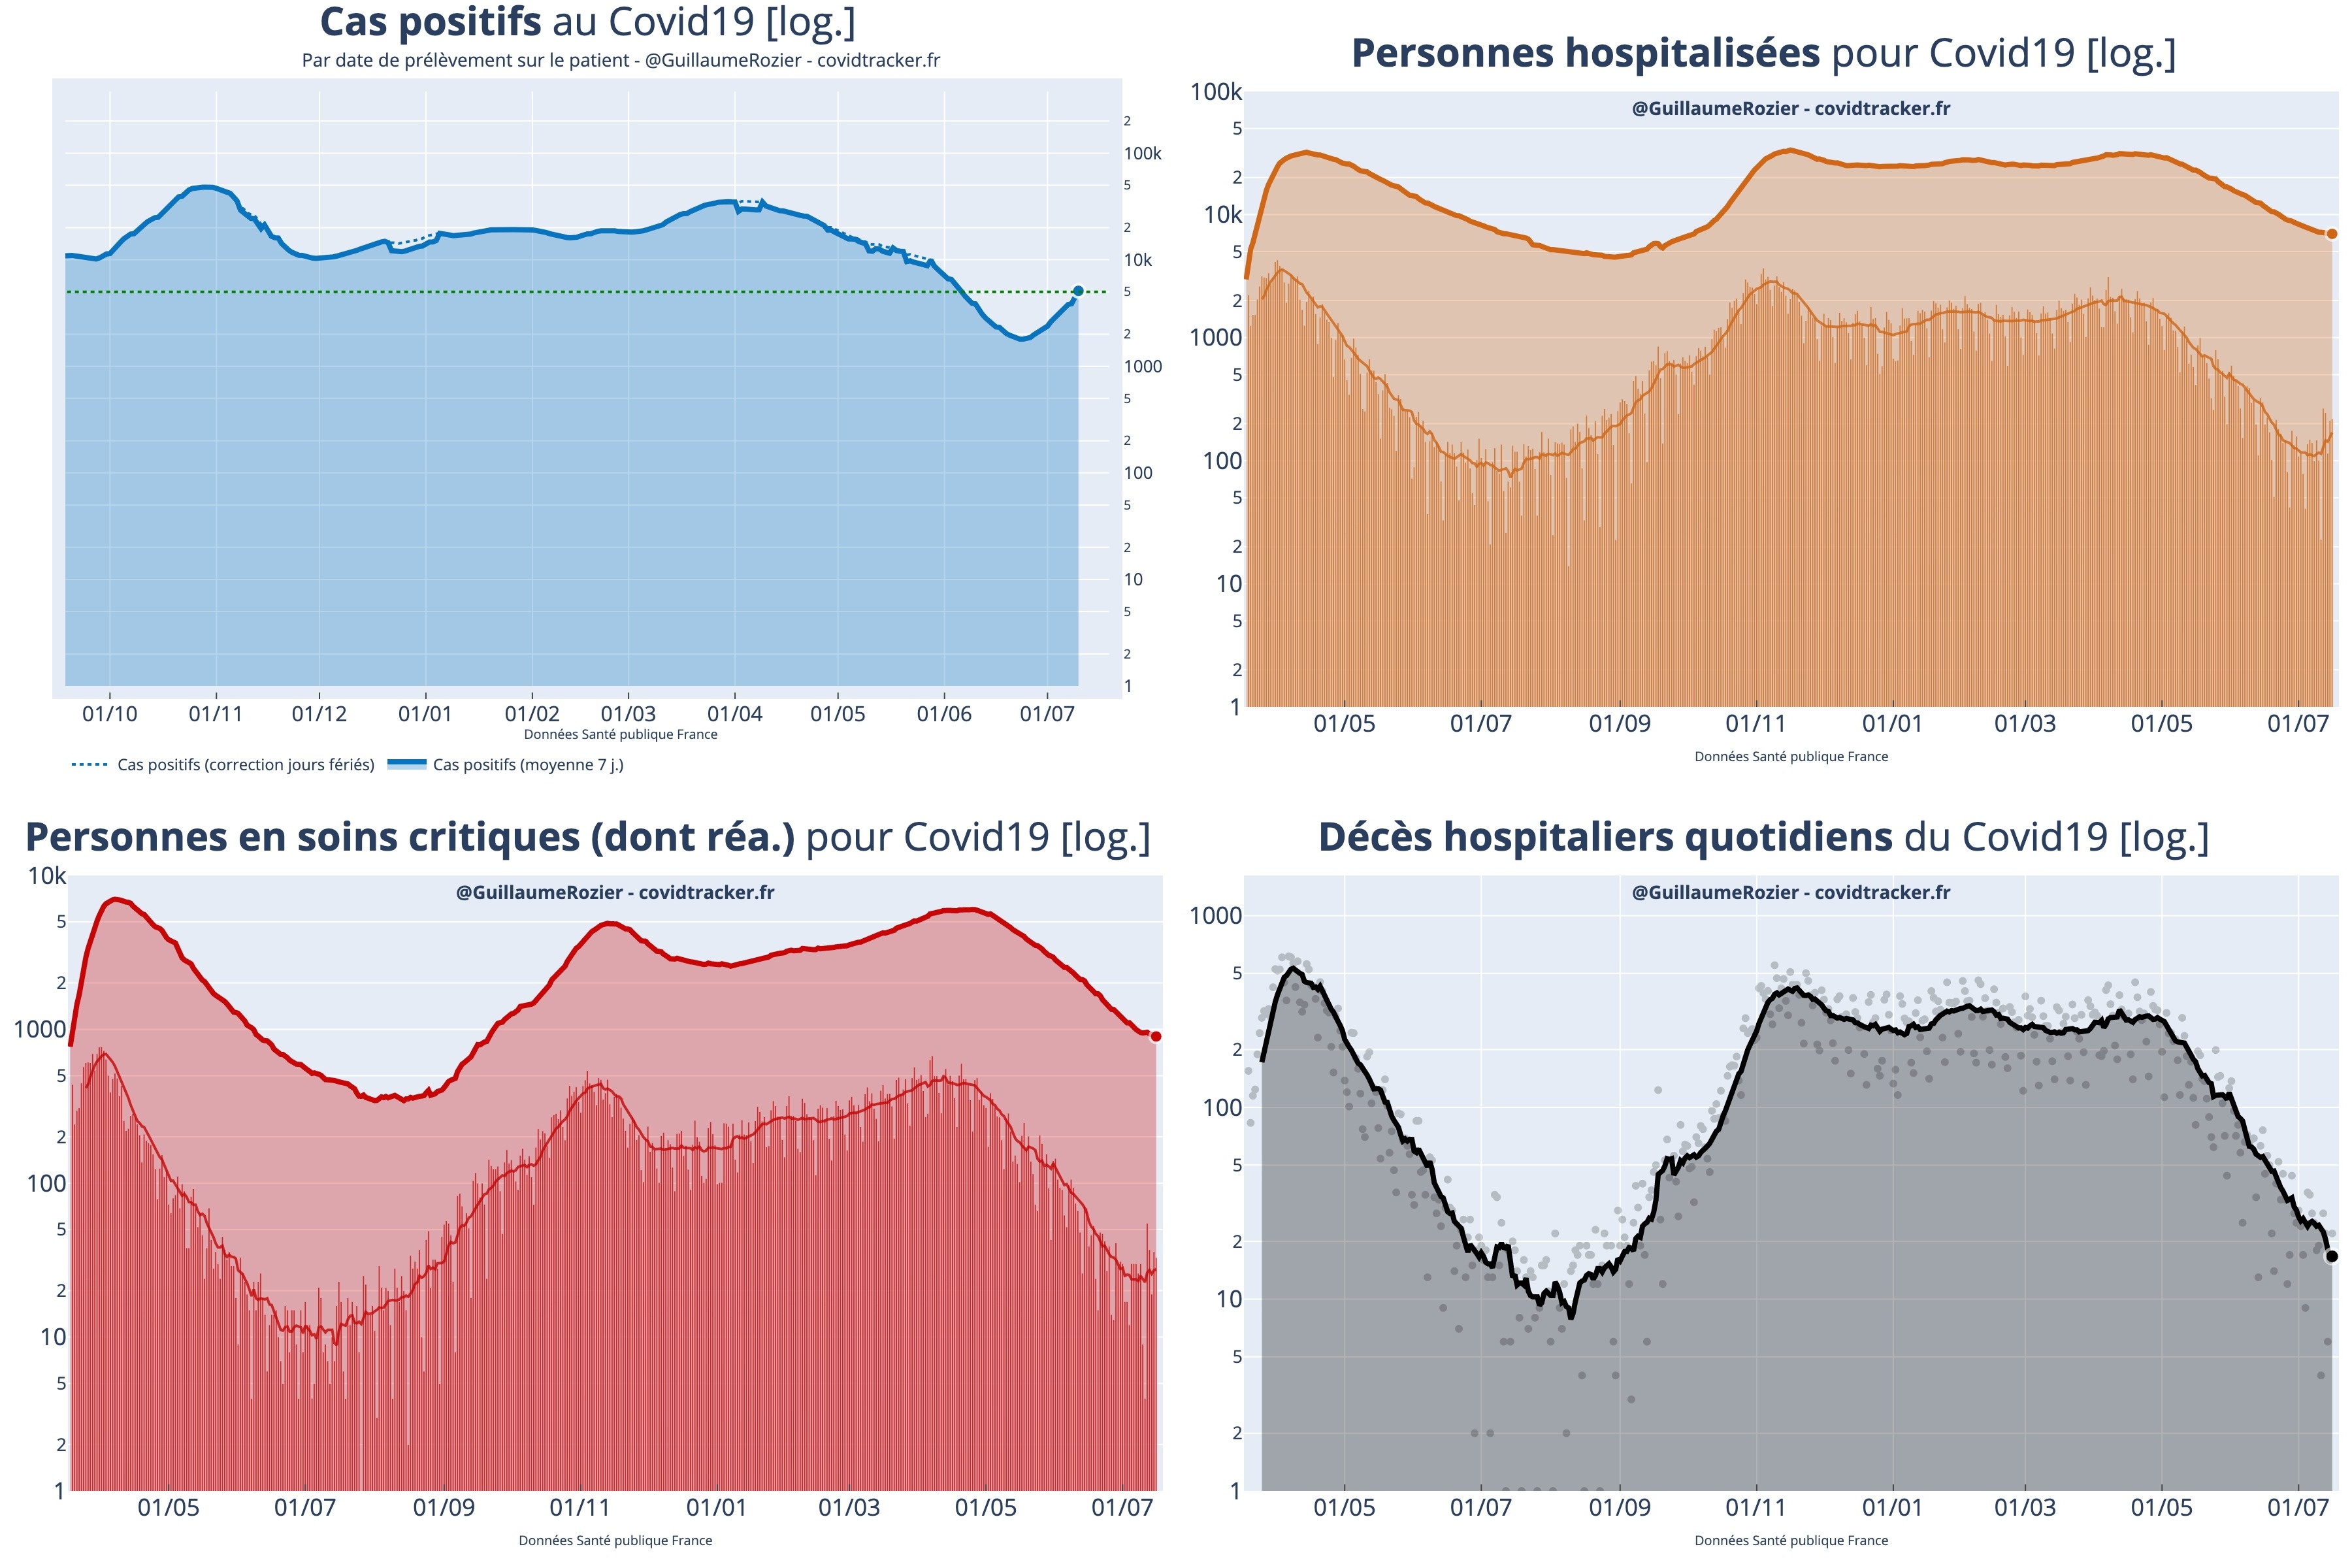 Cas positifs au Covid19 [log.]
Par date de prélèvement sur le patient - @GuillaumeRozier - covidtracker.fr
2
100k
5
2
10k
5
2
1000
5
2
100
5
2
10
5
2
1
01/10 01/11 01/12 01/01 01/02 01/03 01/04 01/05 01/06 01/07
Données Santé publique France
Cas positifs (correction jours fériés) Cas positifs (moyenne 7 j.)
Personnes hospitalisées pour Covid19 [log.]
@GuillaumeRozier - covidtracker.fr
100k
5
2
10k
5
2
1000
5
2
100
5
2
10
5
2
1
01/05 01/07 01/09 01/11 01/01 01/03 01/05 01/07
Données Santé publique France
Personnes en soins critiques (dont réa.) pour Covid19 [log.]
@GuillaumeRozier - covidtracker.fr
10k
5
2
1000
5
2
100
5
2
10
5
2
1
01/05 01/07 01/09 01/11 01/01 01/03 01/05 01/07
Données Santé publique France
Décès hospitaliers quotidiens du Covid19 [log.]
@GuillaumeRozier - covidtracker.fr
1000
5
2
100
5
2
10
5
2
1
01/05 01/07 01/09 01/11 01/01 01/03 01/05 01/07
Données Santé publique France